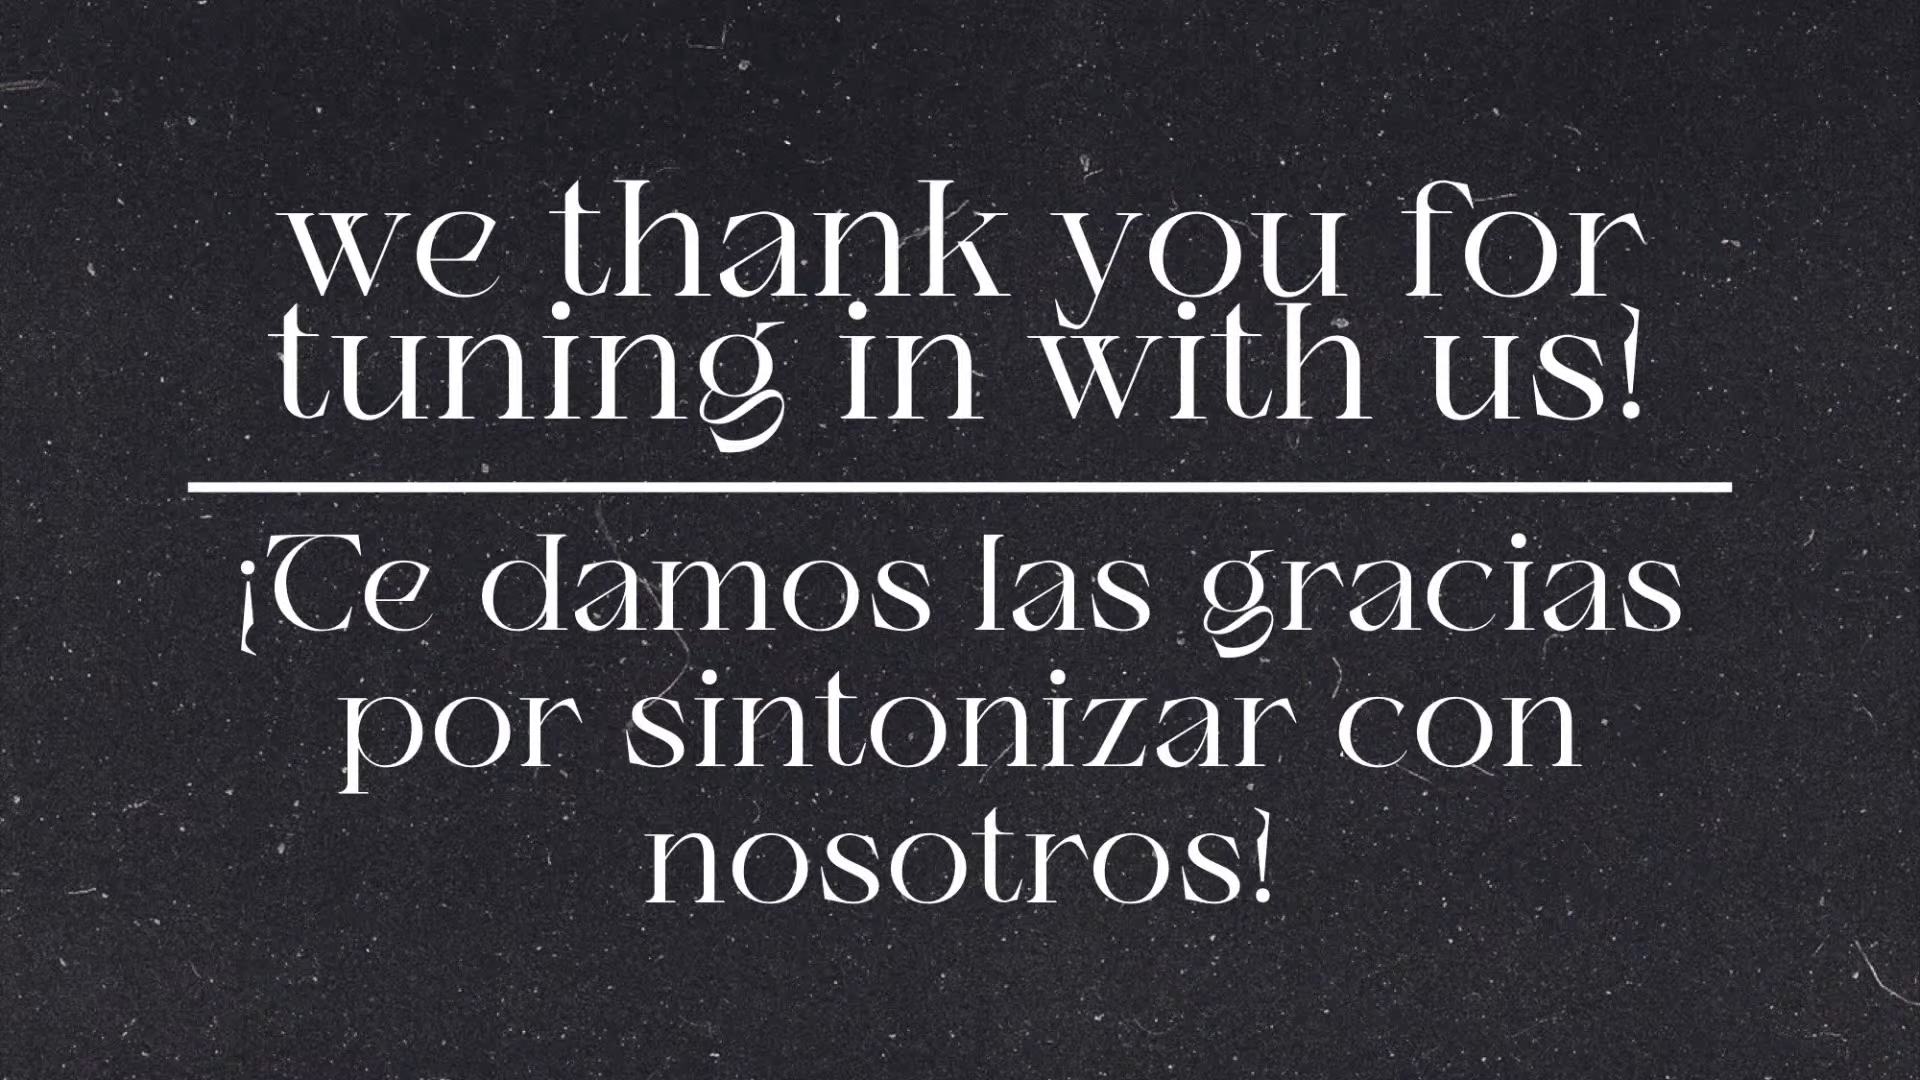 we thank you for
tuning in with us!
¡Te damos las gracias
por sintonizar con
nosotros!